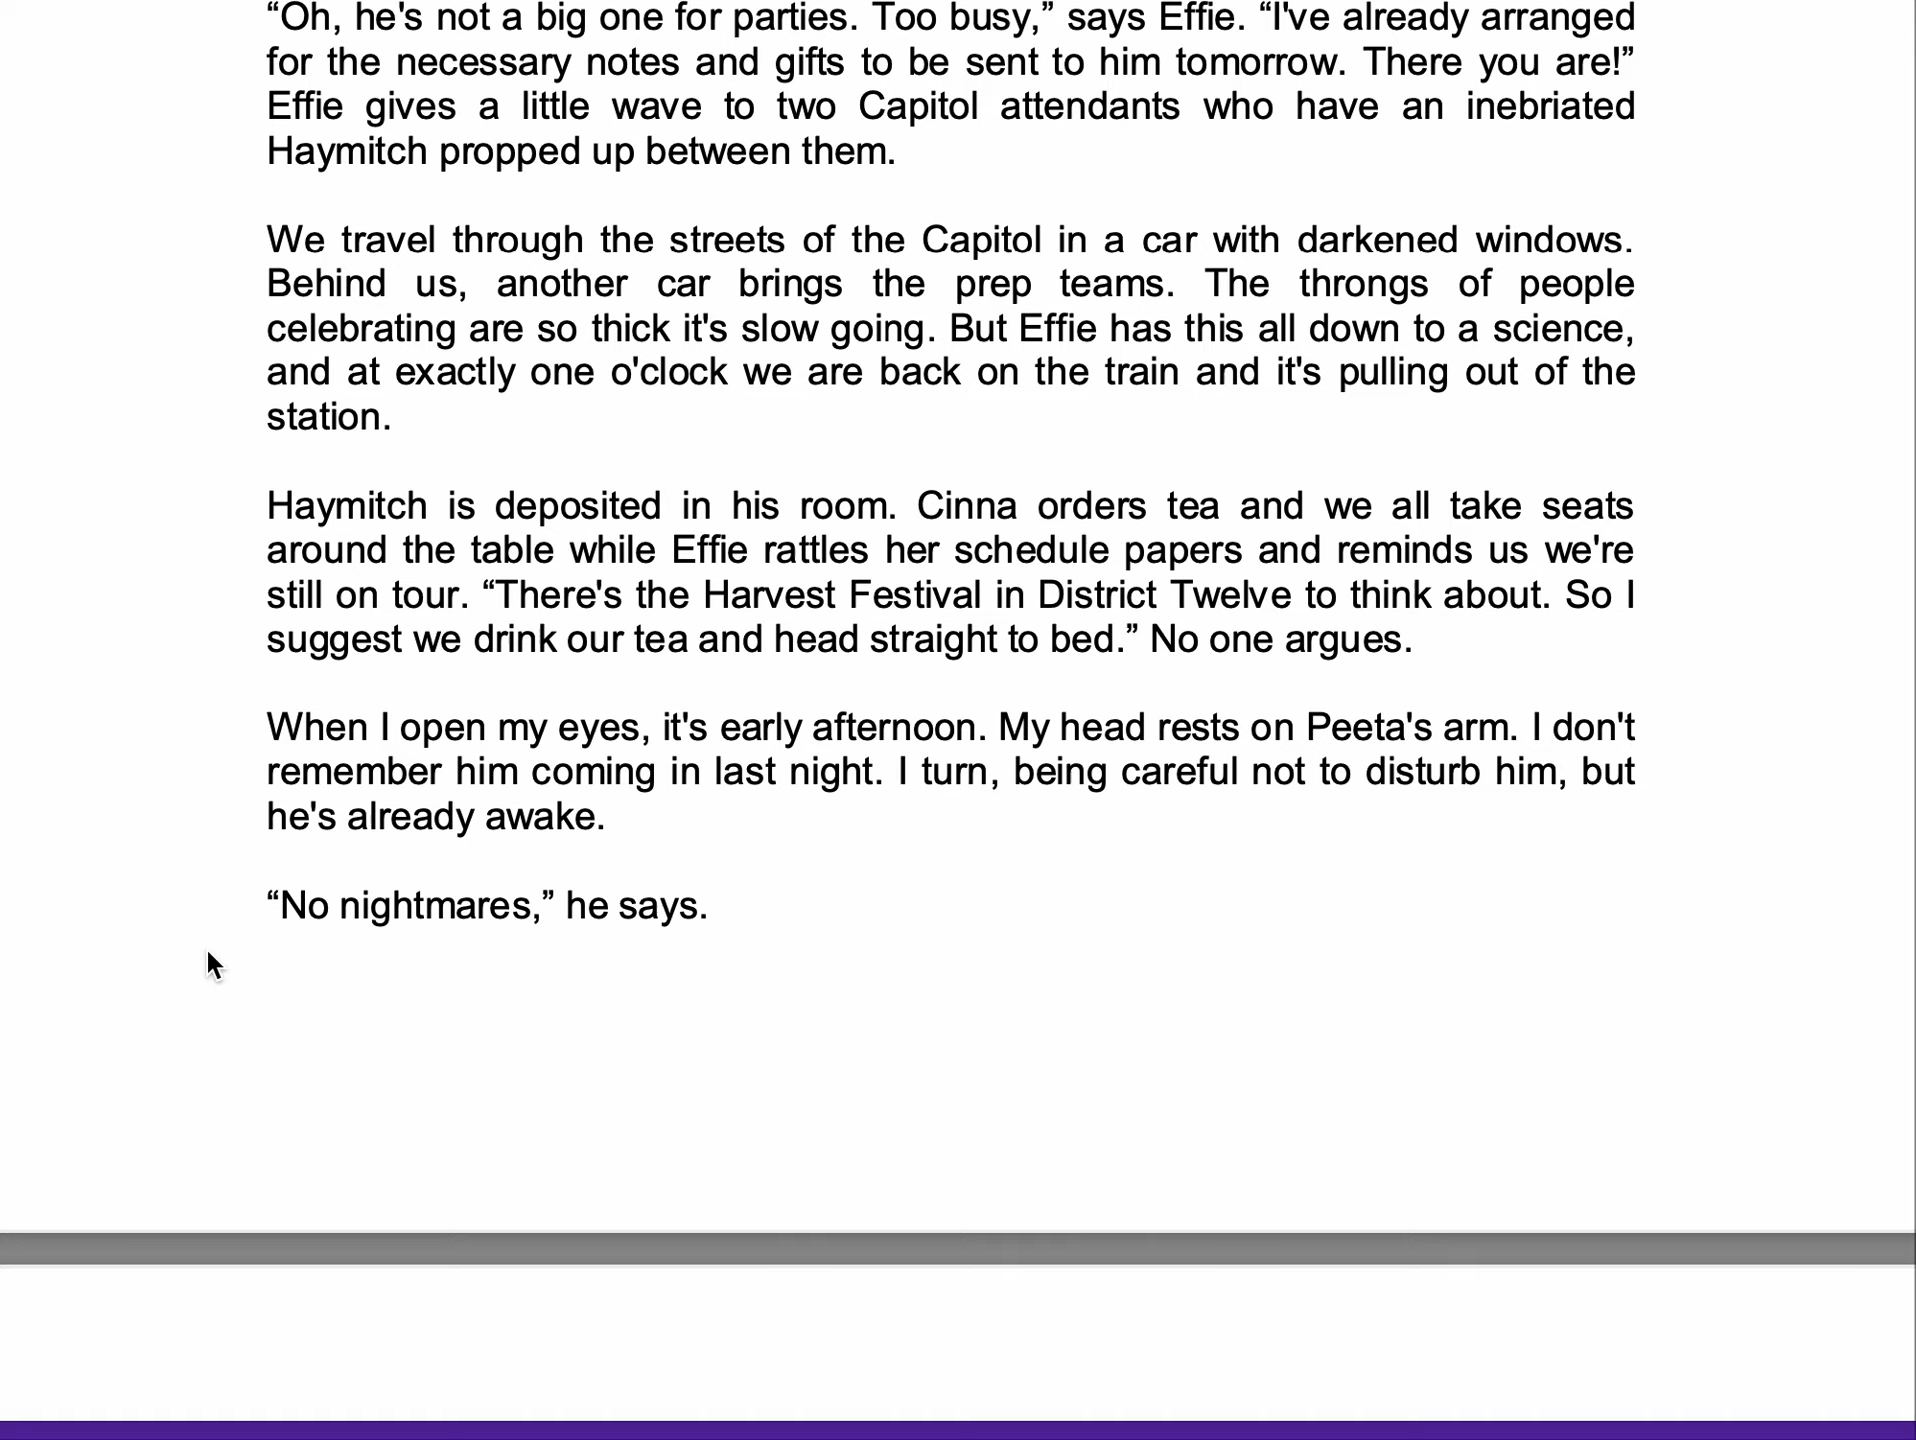 “Oh, he's not a big one for parties. Too busy,” says Effie. “I've already arranged
for the necessary notes and gifts to be sent to him tomorrow. There you are!”
Effie gives a little wave to two Capitol attendants who have an inebriated
Haymitch propped up between them.
We travel through the streets of the Capitol in a car with darkened windows.
Behind us, another car brings the prep teams. The throngs of people
celebrating are so thick it's slow going. But Effie has this all down to a science,
and at exactly one o'clock we are back on the train and it's pulling out of the
station.
Haymitch is deposited in his room. Cinna orders tea and we all take seats
around the table while Effie rattles her schedule papers and reminds us we're
still on tour. “There's the Harvest Festival in District Twelve to think about. So I
suggest we drink our tea and head straight to bed.” No one argues.
When I open my eyes, it's early afternoon. My head rests on Peeta's arm. I don't
remember him coming in last night. I turn, being careful not to disturb him, but
he's already awake.
“No nightmares,” he says.